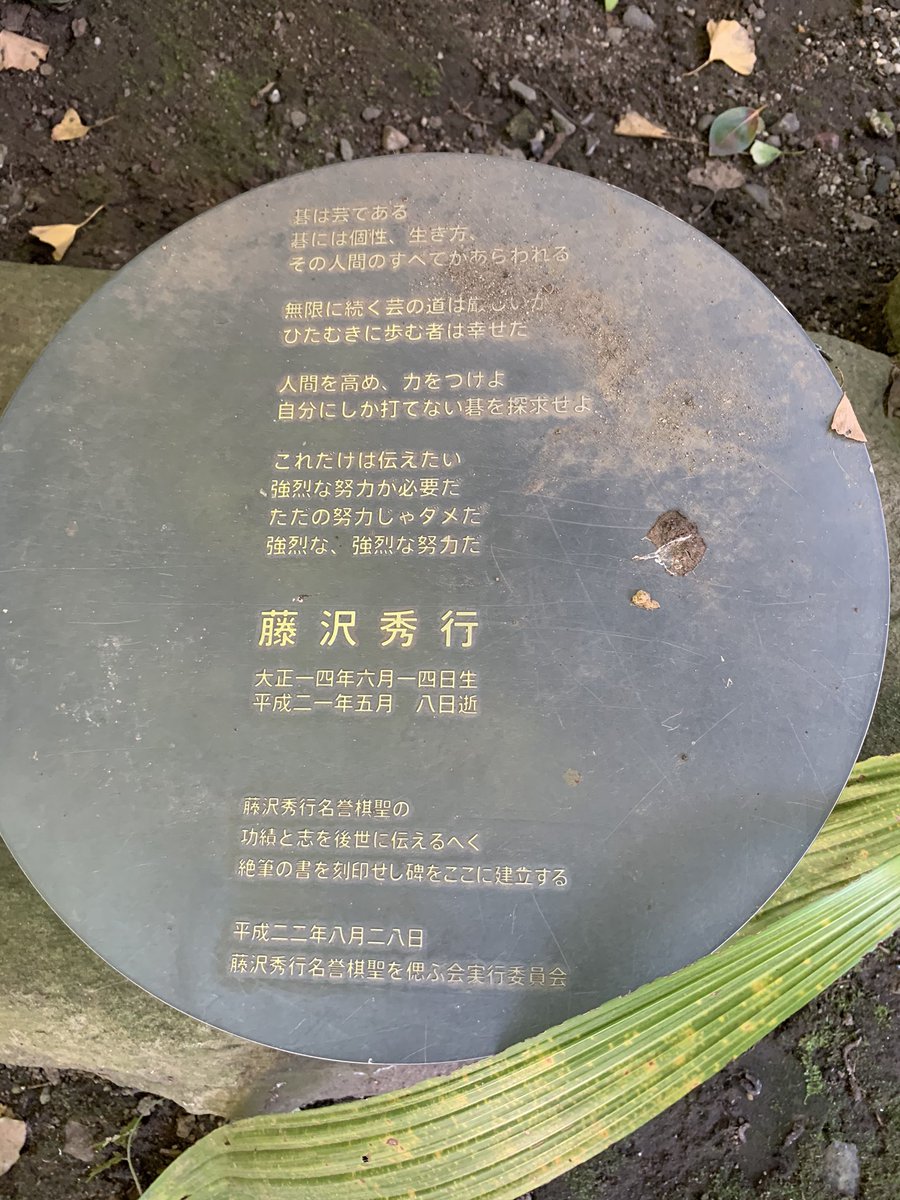 碁は芸である
碁には個性、生き方、
その人間のすべてがあらわれる
無限に続く芸の道は厳しいが
ひたむきに歩む者は幸せだ
人間を高め、力をつけよ
自分にしか打てない碁を探求せよ
これだけは伝えたい
強烈な努力が必要だ
ただの努力じゃダメだ
強烈な、強烈な努力だ
藤沢秀行
大正一四年六月一四日生
平成二一年五月　八日逝
藤沢秀行名誉棋聖の
功績と志を後世に伝えるべく
絶筆の書を刻印せし碑をここに建立する
平成二二年八月二八日
藤沢秀行名誉棋聖を偲ぶ会実行委員会